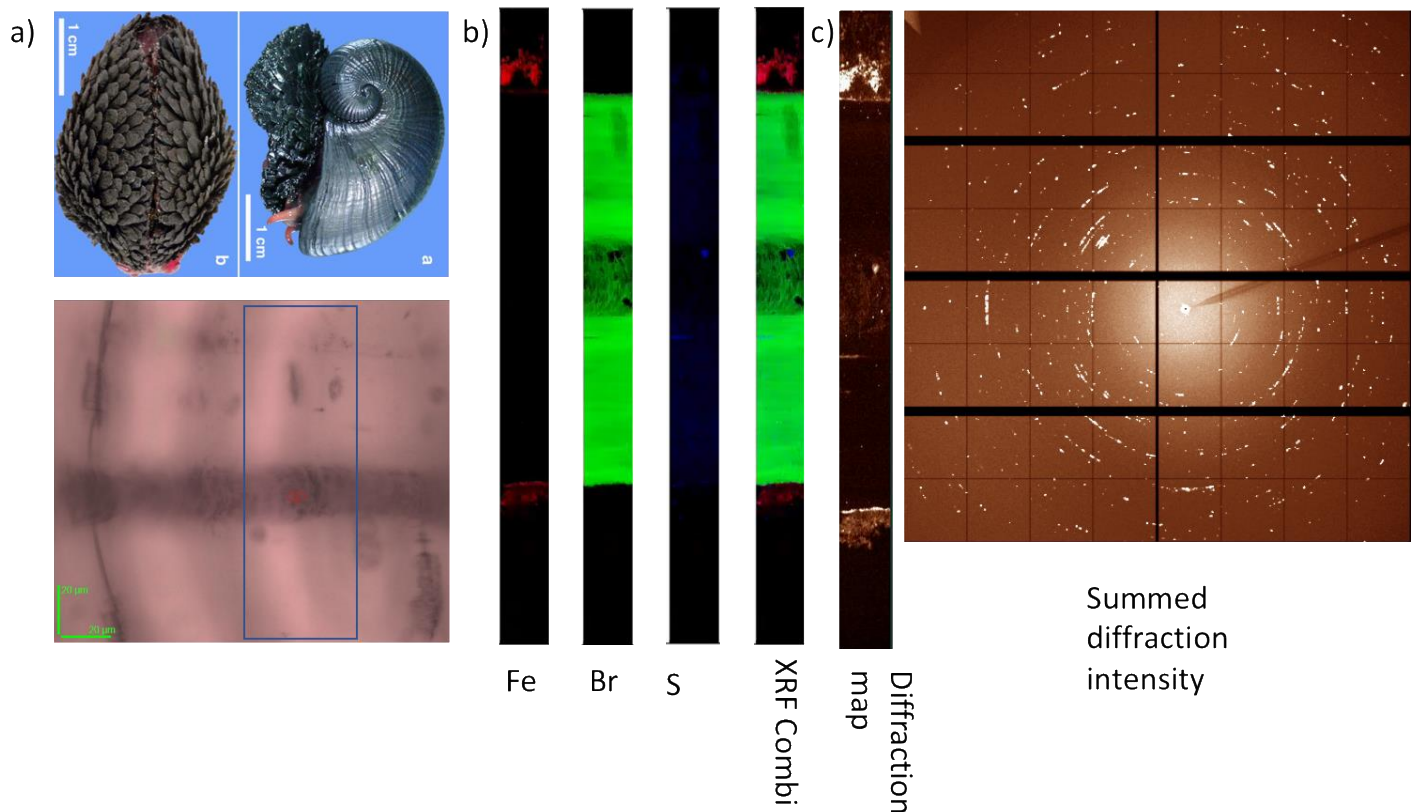 a)
1 cm
b
1 cm
a
20 µm
20 µm
b)
Fe
Br
S
XRF Combi
c)
Diffraction
map
Summed
diffraction
intensity